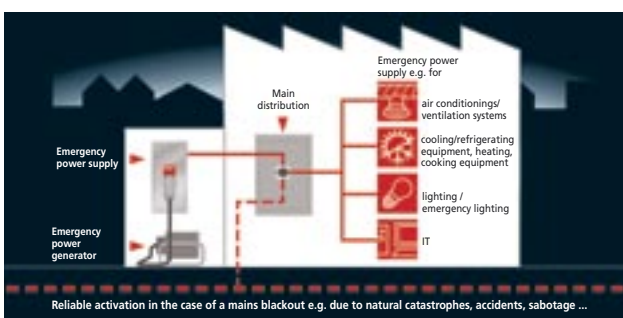 Emergency power
supply e.g. for
Main
distribution
air conditionings/
ventilation systems
cooling/refrigerating
equipment, heating,
cooking equipment
Emergency
power supply
lighting /
emergency lighting
Emergency
power
generator
IT
Reliable activation in the case of a mains blackout e.g. due to natural catastrophes, accidents, sabotage ...